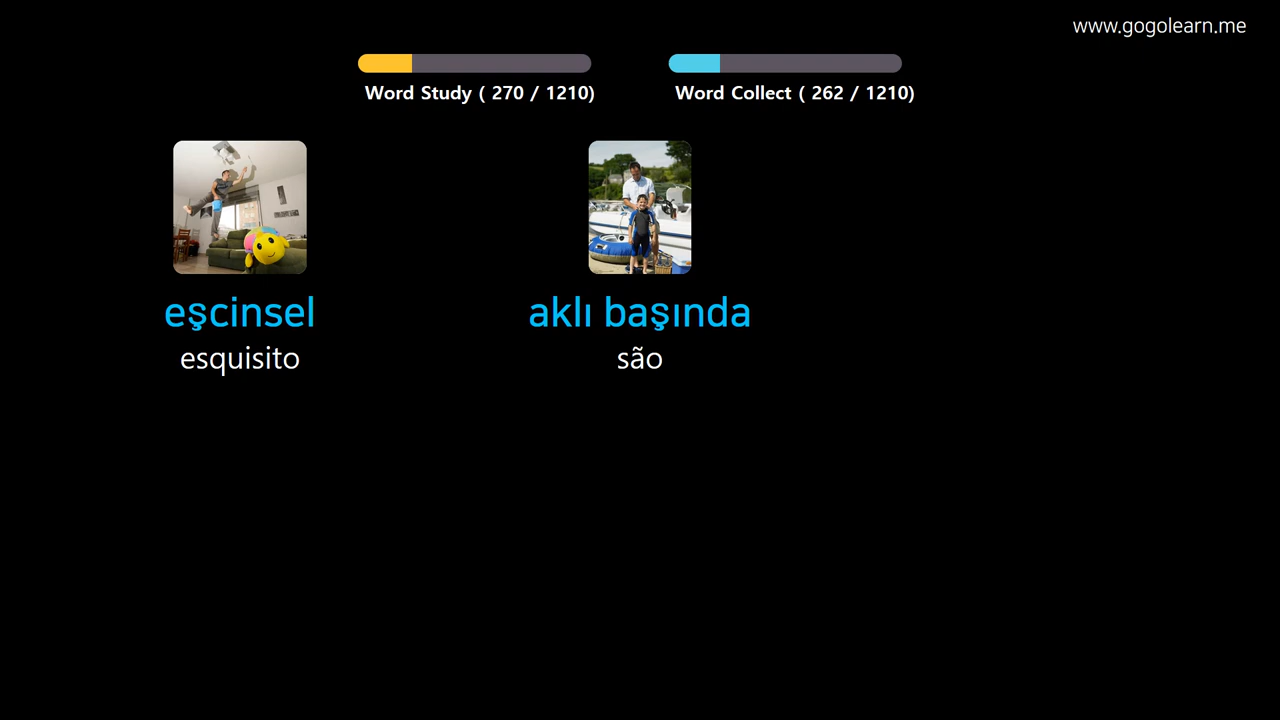 www.gogolearn.me
Word Study ( 270 / 1210)
Word Collect ( 262 / 1210)
eşcinsel
aklı başında
esquisito
são